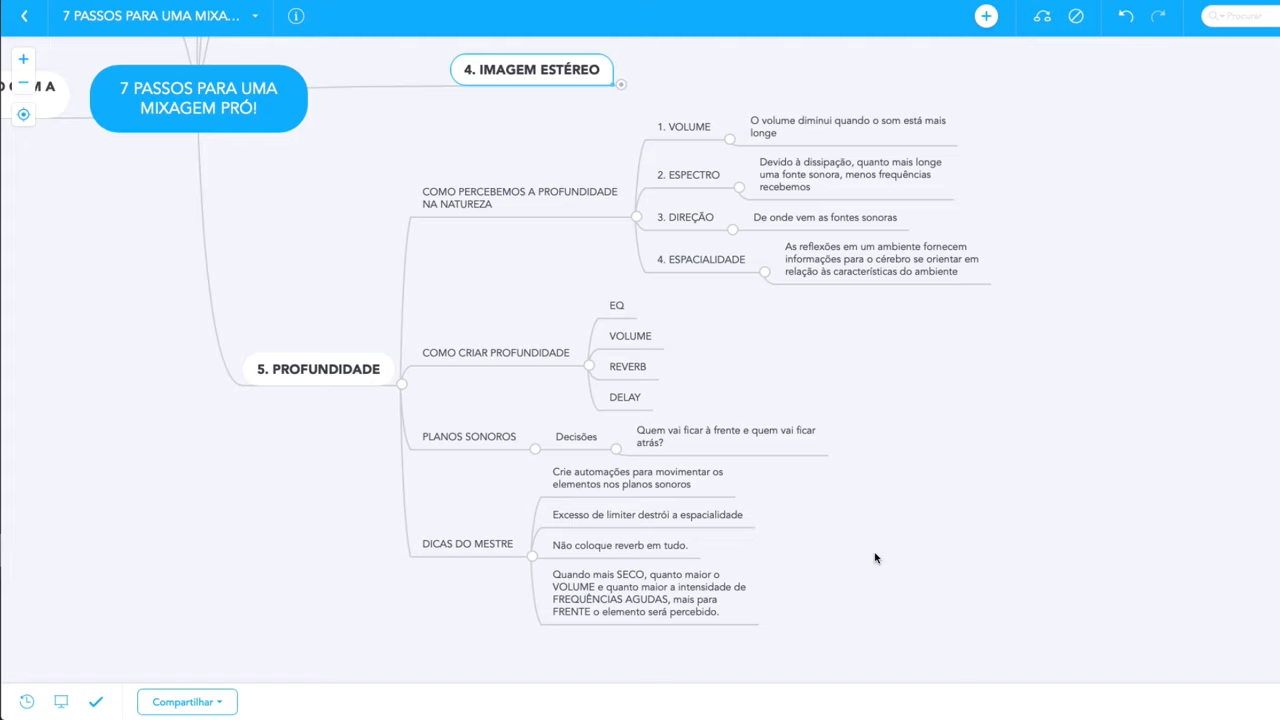 7 PASSOS PARA UMA MIXA...
Procurar
O COM A
7 PASSOS PARA UMA
MIXAGEM PRÓ!
4. IMAGEM ESTÉREO
COMO PERCEBEMOS A PROFUNDIDADE
NA NATUREZA
1. VOLUME
O volume diminui quando o som está mais
longe
2. ESPECTRO
Devido à dissipação, quanto mais longe
uma fonte sonora, menos frequências
recebemos
3. DIREÇÃO
De onde vem as fontes sonoras
4. ESPACIALIDADE
As reflexões em um ambiente fornecem
informações para o cérebro se orientar em
relação às características do ambiente
5. PROFUNDIDADE
COMO CRIAR PROFUNDIDADE
EQ
VOLUME
REVERB
DELAY
PLANOS SONOROS
Decisões
Quem vai ficar à frente e quem vai ficar
atrás?
DICAS DO MESTRE
Crie automações para movimentar os
elementos nos planos sonoros
Excesso de limiter destrói a espacialidade
Não coloque reverb em tudo.
Quando mais SECO, quanto maior o
VOLUME e quanto maior a intensidade de
FREQUÊNCIAS AGUDAS, mais para
FRENTE o elemento será percebido.
Compartilhar